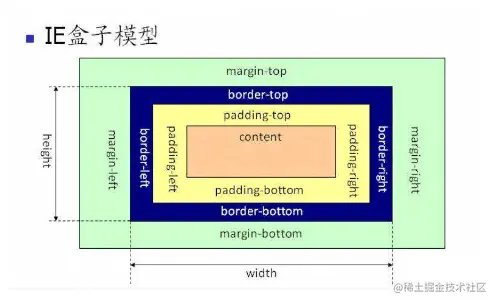 IE盒子模型
margin-top
border-top
padding-top
content
height
margin-left
border-left
padding-left
padding-right
border-right
margin-right
padding-bottom
border-bottom
margin-bottom
width
@稀土掘金技术社区